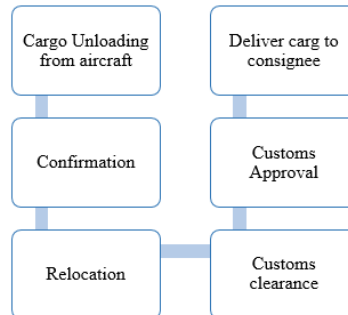 Cargo Unloading
from aircraft
Confirmation
Relocation
Customs
clearance
Customs
Approval
Deliver carg to
consignee